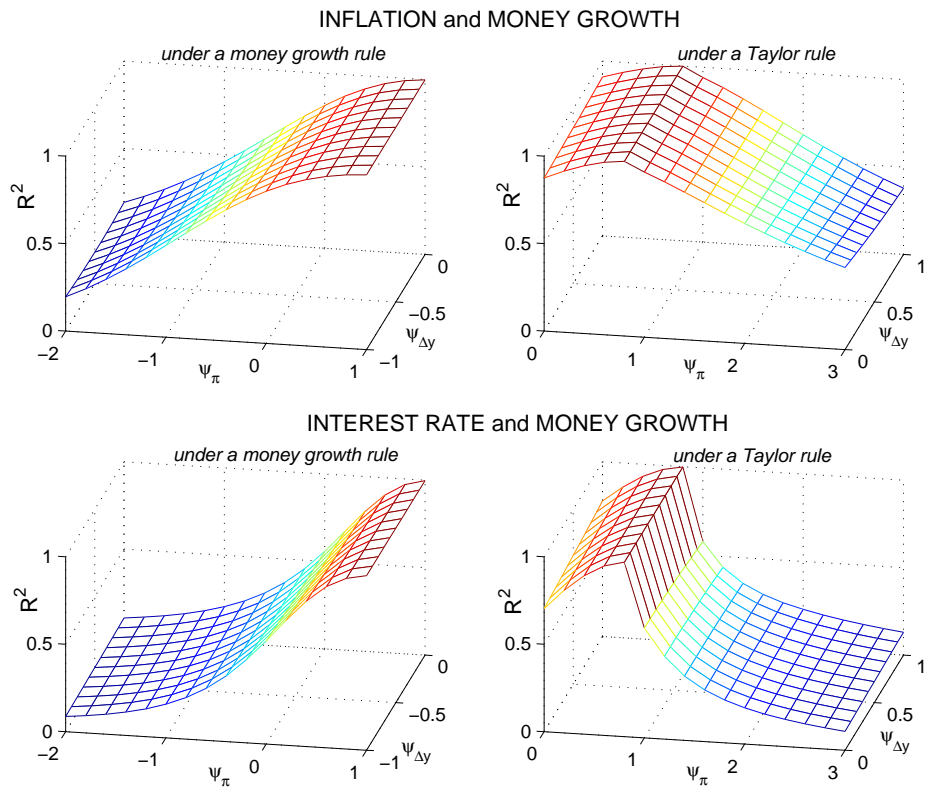 INFLATION and MONEY GROWTH
under a money growth rule
under a Taylor rule
1
0.5
0
R²
−2
−1
0
1
ψπ
−1
−0.5
0
ψΔy
1
0.5
0
R²
0
1
2
3
ψπ
0
0.5
1
ψΔy
INTEREST RATE and MONEY GROWTH
under a money growth rule
under a Taylor rule
1
0.5
0
R²
−2
−1
0
1
ψπ
−1
−0.5
0
ψΔy
1
0.5
0
R²
0
1
2
3
ψπ
0
0.5
1
ψΔy